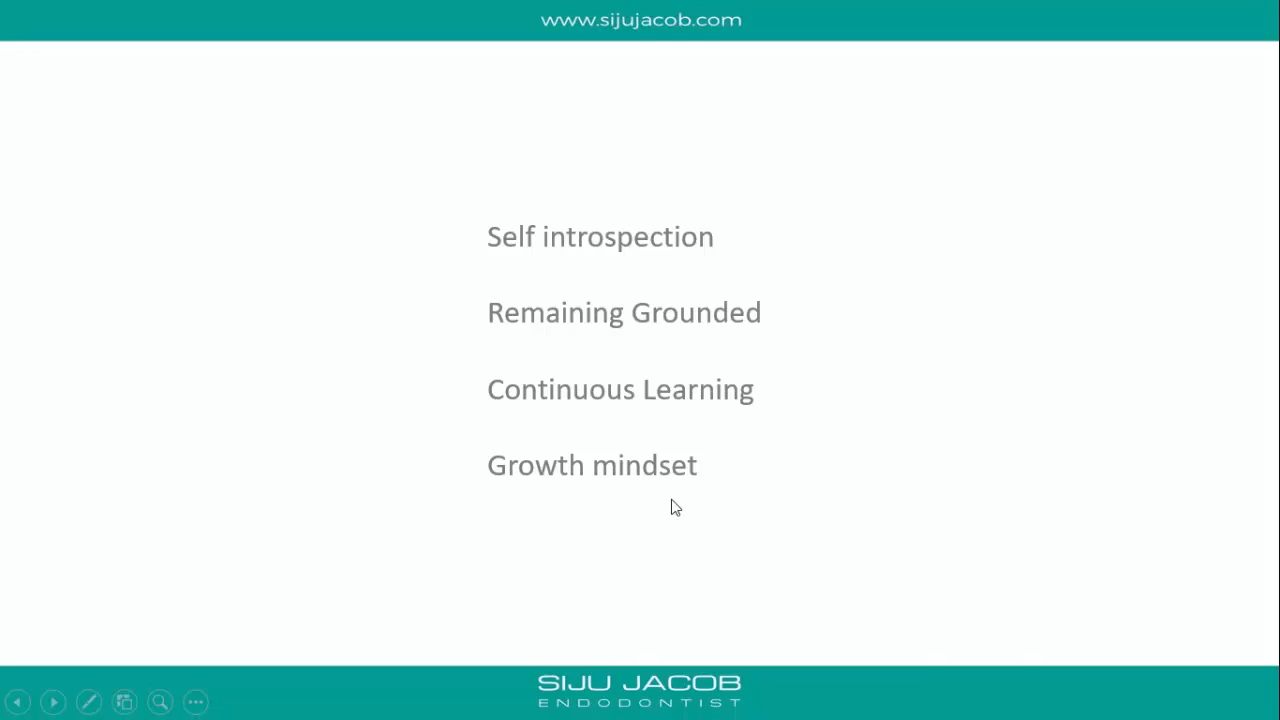 www.sijujacob.com
Self introspection
Remaining Grounded
Continuous Learning
Growth mindset
SIJU JACOB
ENDODONTIST